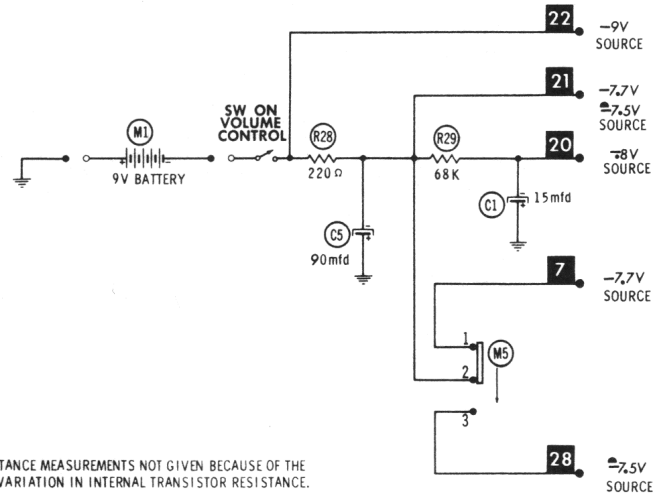 22
-9V
SOURCE
21
-7.7V
-7.5V
SOURCE
SW ON
VOLUME
CONTROL
M1
R28
R29
20
-.8V
SOURCE
9V BATTERY
220Ω
68K
C1
15mfd
C5
90mfd
7
-7.7V
SOURCE
1
M5
2
3
TANCE MEASUREMENTS NOT GIVEN BECAUSE OF THE
VARIATION IN INTERNAL TRANSISTOR RESISTANCE.
28
-7.5V
SOURCE